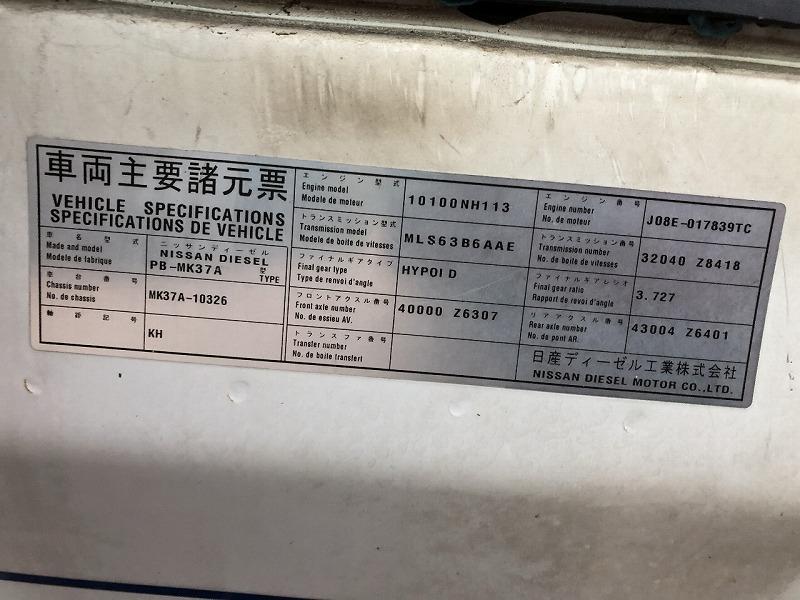 車両主要諸元票
VEHICLE SPECIFICATIONS
SPECIFICATIONS DE VEHICLE
車名型式
Made and model
Modele de fabrique
ニッサンディーゼル
NISSAN DIESEL
PB-MK37A 型
TYPE
車台番号
Chassis number
No. de chassis
MK37A-10326
軸距記号
KH
エンジン型式
Engine model
Modele de moteur
10100NH113
トランスミッション型式
Transmission model
Modele de boite de vitesses
MLS63B6AAE
ファイナルギアタイプ
Final gear type
Type de renvoi d'angle
HYPOID
フロントアクスル番号
Front axle number
No. de essieu AV.
40000 Z6307
トランスファ番号
Transfer number
No. de boite transfert
エンジン番号
Engine number
No. de moteur
J08E-017839TC
トランスミッション番号
Transmission number
No. de boite de vitesses
32040 Z8418
ファイナルギアレシオ
Final gear ratio
Rapport de renvoi d'angle
3.727
リアアクスル番号
Rear axle number
No. de pont AR.
43004 Z6401
日産ディーゼル工業株式会社
NISSAN DIESEL MOTOR CO.,LTD.